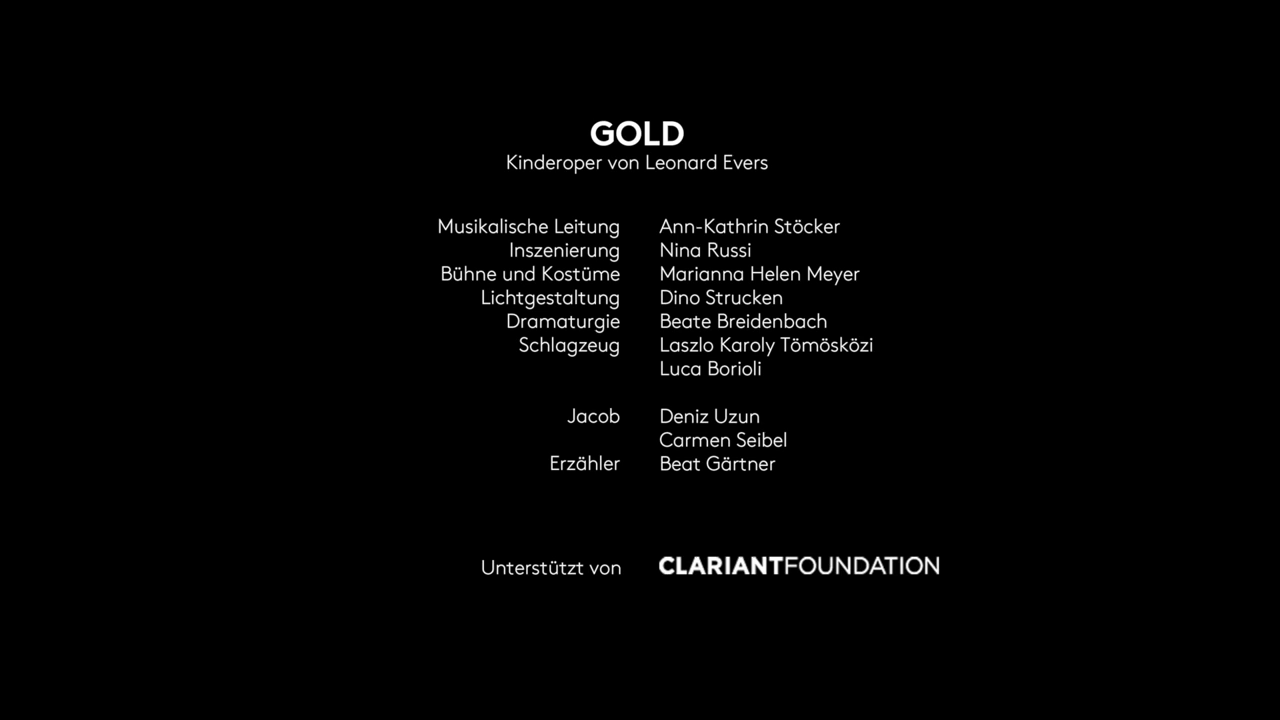 GOLD
Kinderoper von Leonard Evers
Musikalische Leitung Ann-Kathrin Stöcker
Inszenierung Nina Russi
Bühne und Kostüme Marianna Helen Meyer
Lichtgestaltung Dino Strucken
Dramaturgie Beate Breidenbach
Schlagzeug Laszlo Karoly Tömösközi
Luca Borioli
Jacob Deniz Uzun
Carmen Seibel
Erzähler Beat Gärtner
Unterstützt von CLARIANTFOUNDATION